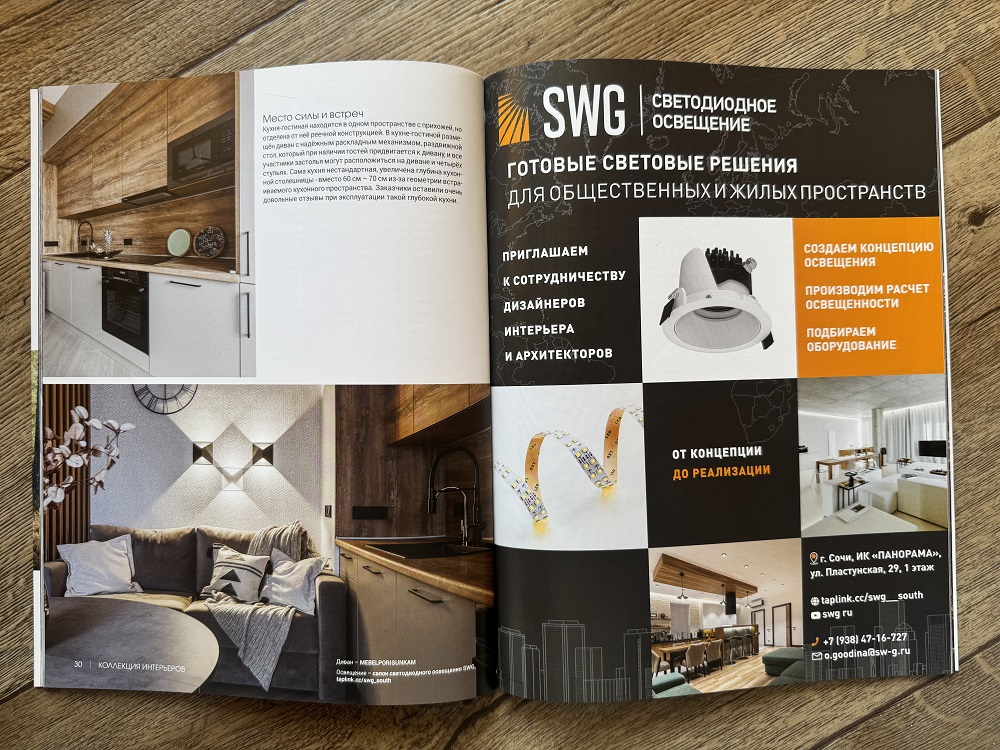 Место силы и встреч
Кухня-гостиная находится в одном пространстве с прихожей, но
отделена от неё реечной конструкцией. В кухне-гостиной разме-
щён диван с надёжным раскладным механизмом, раздвижной
стол, который при наличии гостей придвигается к дивану, и все
участники застолья могут расположиться на диване и четырёх
стульях. Сама кухня нестандартная, увеличена глубина кухон-
ной столешницы - вместо 60 см – 70 см из-за геометрии встра-
иваемого кухонного пространства. Заказчики оставили очень
довольные отзывы при эксплуатации такой глубокой кухни.
Диван – MEBELPORISUNKAM
Освещение – салон светодиодного освещения SWG,
taplink.cc/swg_south
30 | КОЛЛЕКЦИЯ ИНТЕРЬЕРОВ
SWG
СВЕТОДИОДНОЕ
ОСВЕЩЕНИЕ
ГОТОВЫЕ СВЕТОВЫЕ РЕШЕНИЯ
ДЛЯ ОБЩЕСТВЕННЫХ И ЖИЛЫХ ПРОСТРАНСТВ
ПРИГЛАШАЕМ
К СОТРУДНИЧЕСТВУ
ДИЗАЙНЕРОВ
ИНТЕРЬЕРА
И АРХИТЕКТОРОВ
СОЗДАЕМ КОНЦЕПЦИЮ
ОСВЕЩЕНИЯ
ПРОИЗВОДИМ РАСЧЕТ
ОСВЕЩЕННОСТИ
ПОДБИРАЕМ
ОБОРУДОВАНИЕ
ОТ КОНЦЕПЦИИ
ДО РЕАЛИЗАЦИИ
г. Сочи, ИК «ПАНОРАМА»,
ул. Пластунская, 29, 1 этаж
taplink.cc/swg__south
swg ru
+7 (938) 47-16-727
o.goodina@sw-g.ru